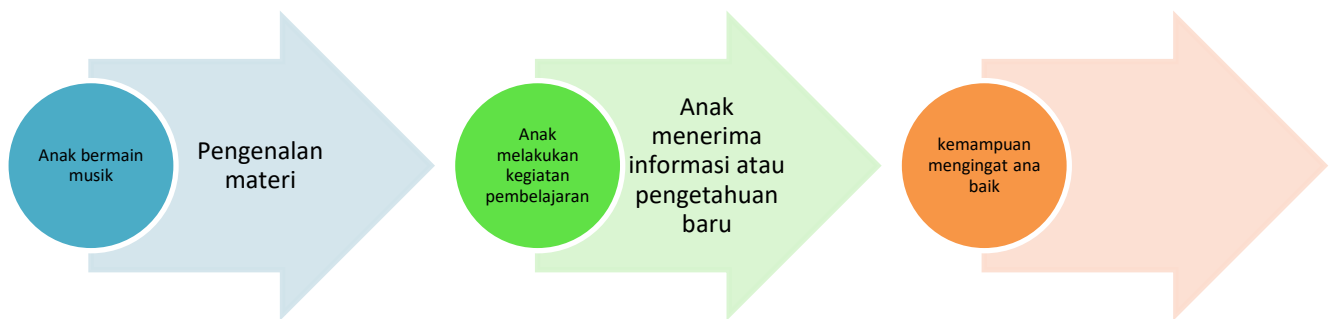 Anak bermain
musik
Pengenalan
materi
Anak
melakukan
kegiatan
pembelajaran
Anak
menerima
informasi atau
pengetahuan
baru
kemampuan
mengingat ana
baik